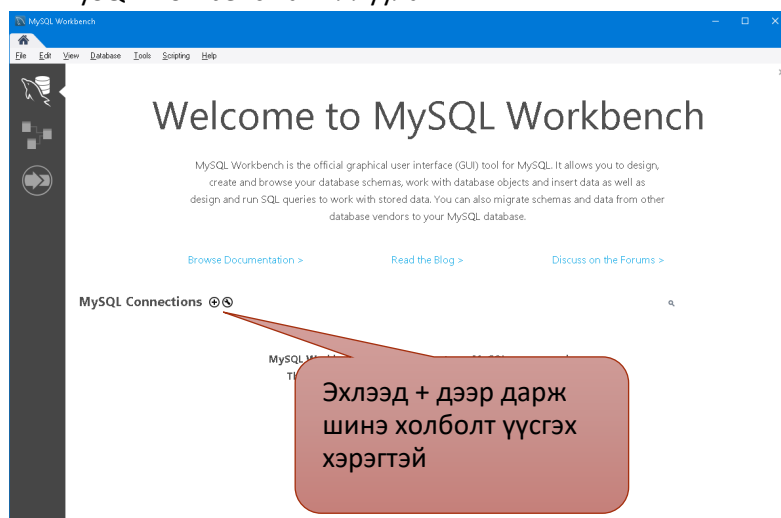 MySQL Workbench
File Edit View Database Tools Scripting Help
Welcome to MySQL Workbench
MySQL Workbench is the official graphical user interface (GUI) tool for MySQL. It allows you to design,
create and browse your database schemas, work with database objects and insert data as well as
design and run SQL queries to work with stored data. You can also migrate schemas and data from other
database vendors to your MySQL database.
Browse Documentation > Read the Blog > Discuss on the Forums >
MySQL Connections
MySQL
Эхлээд + дээр дарж
шинэ холболт үүсгэх
хэрэгтэй